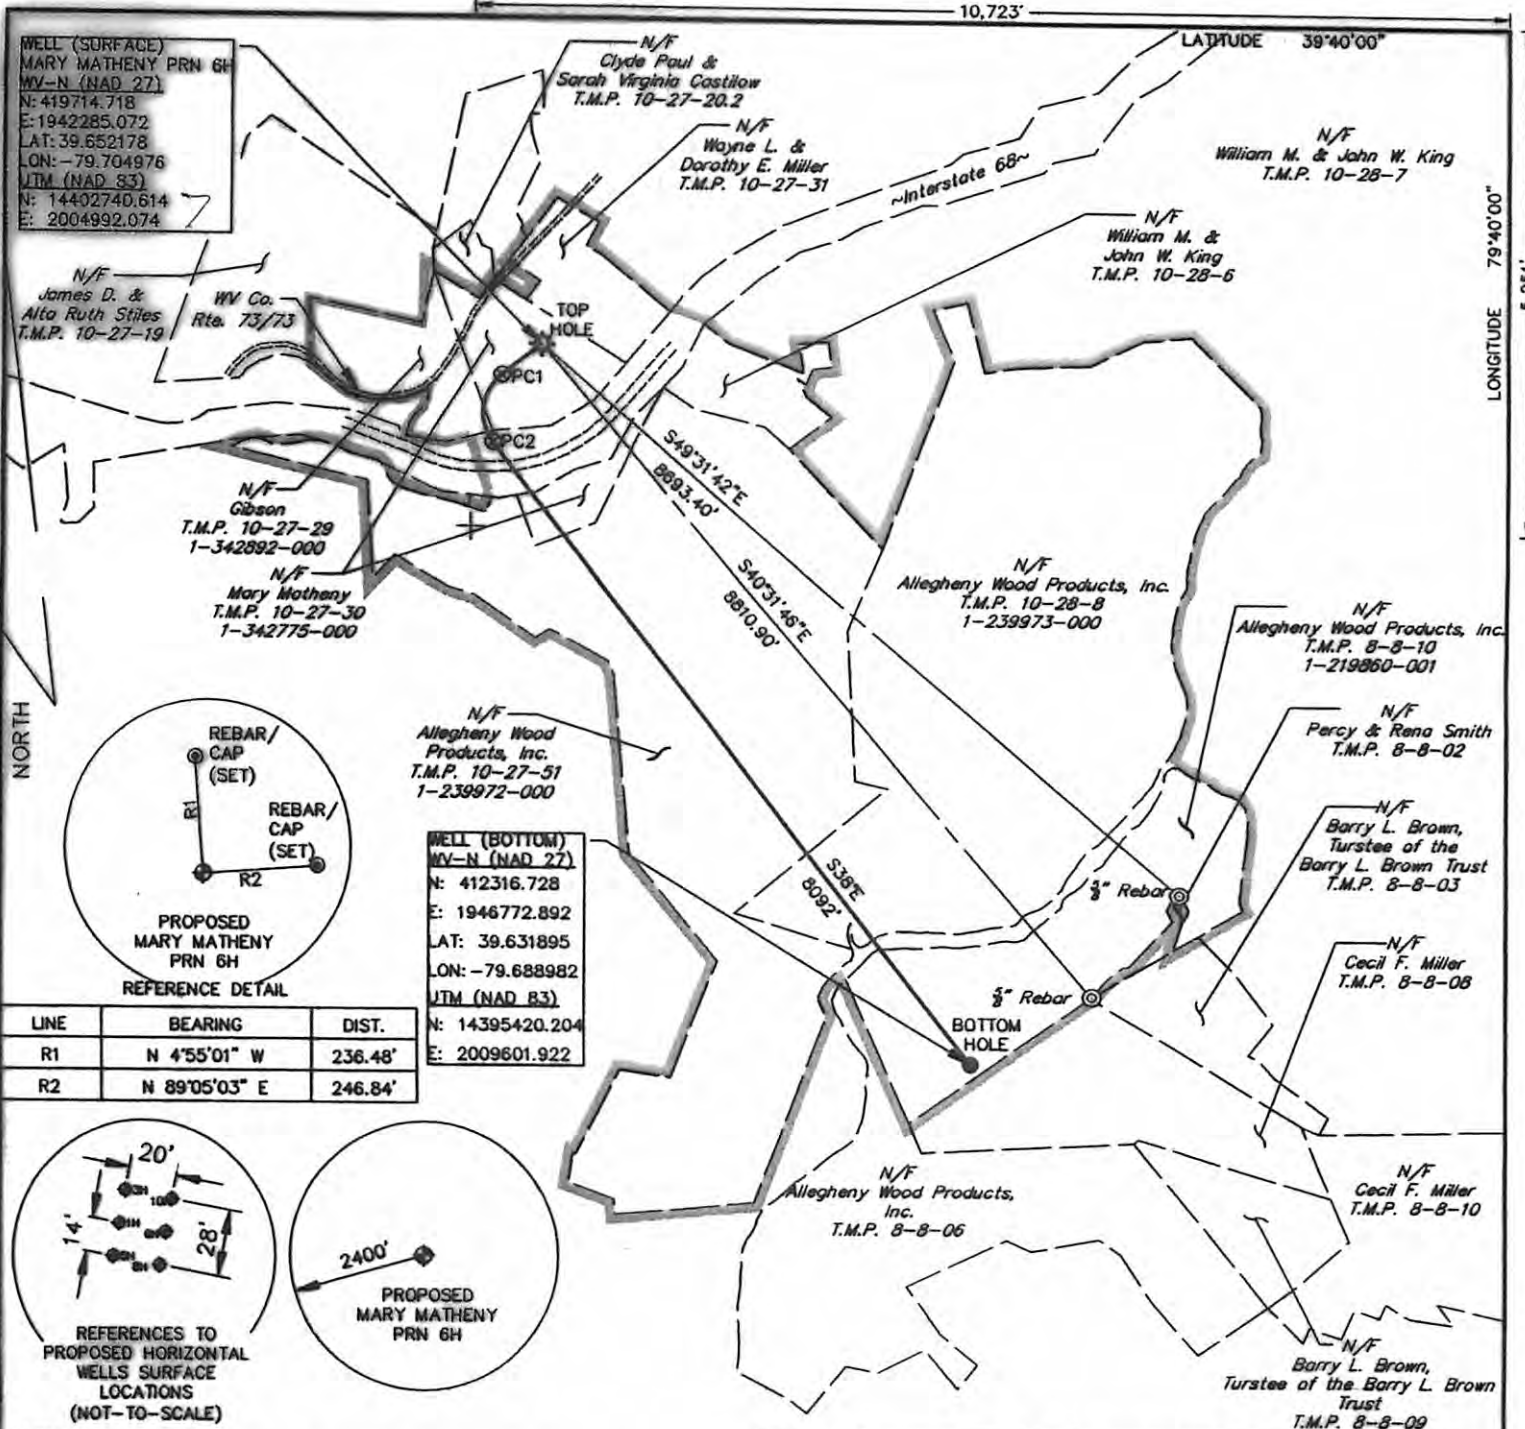 10,723'
LATITUDE 39°40'00"
WELL (SURFACE)
MARY MATHENY PRN 6H
WV-N (NAD 27)
N: 419714.718
E: 1942285.072
LAT: 39.652178
LON: -79.704976
UTM (NAD 83)
N: 14402740.614
E: 2004992.074
N/F
Clyde Paul &
Sarah Virginia Costilow
T.M.P. 10-27-20.2
N/F
Wayne L. &
Dorothy E. Miller
T.M.P. 10-27-31
~Interstate 68~
N/F
William M. & John W. King
T.M.P. 10-28-7
N/F
William M. &
John W. King
T.M.P. 10-28-6
LONGITUDE 79°40'00"
N/F
James D. &
Alta Ruth Stiles
T.M.P. 10-27-19
WV Co.
Rte. 73/73
TOP
HOLE
PC1
PC2
N/F
Gibson
T.M.P. 10-27-29
1-342892-000
N/F
Mary Matheny
T.M.P. 10-27-30
1-342775-000
S49°31'42"E
8693.40'
S40°31'46"E
8810.90'
N/F
Allegheny Wood Products, Inc.
T.M.P. 10-28-8
1-239973-000
N/F
Allegheny Wood Products, Inc.
T.M.P. 8-8-10
1-219860-001
N/F
Percy & Rena Smith
T.M.P. 8-8-02
NORTH
N/F
Allegheny Wood
Products, Inc.
T.M.P. 10-27-51
1-239972-000
REBAR/
CAP
(SET)
R1
REBAR/
CAP
(SET)
R2
PROPOSED
MARY MATHENY
PRN 6H
REFERENCE DETAIL
WELL (BOTTOM)
WV-N (NAD 27)
N: 412316.728
E: 1946772.892
LAT: 39.631895
LON: -79.688982
UTM (NAD 83)
N: 14395420.204
E: 2009601.922
S38°E
8092'
5/8" Rebar
N/F
Barry L. Brown,
Turstee of the
Barry L. Brown Trust
T.M.P. 8-8-03
N/F
Cecil F. Miller
T.M.P. 8-8-08
5/8" Rebar
BOTTOM
HOLE
LINE BEARING DIST.
R1 N 4°55'01" W 236.48'
R2 N 89°05'03" E 246.84'
20'
14'
28'
3H
REFERENCES TO
PROPOSED HORIZONTAL
WELLS SURFACE
LOCATIONS
(NOT-TO-SCALE)
2400'
PROPOSED
MARY MATHENY
PRN 6H
N/F
Allegheny Wood Products,
Inc.
T.M.P. 8-8-06
N/F
Cecil F. Miller
T.M.P. 8-8-10
N/F
Barry L. Brown,
Turstee of the Barry L. Brown
Trust
T.M.P. 8-8-09